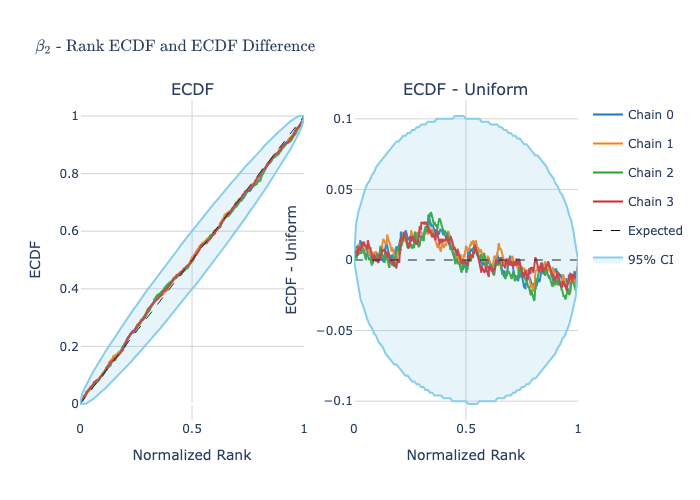 β₂ - Rank ECDF and ECDF Difference
ECDF
ECDF - Uniform
1
0.8
0.6
0.4
0.2
0
ECDF
0
0.5
1
Normalized Rank
0.1
0.05
0
−0.05
−0.1
ECDF - Uniform
0
0.5
1
Normalized Rank
Chain 0
Chain 1
Chain 2
Chain 3
Expected
95% CI